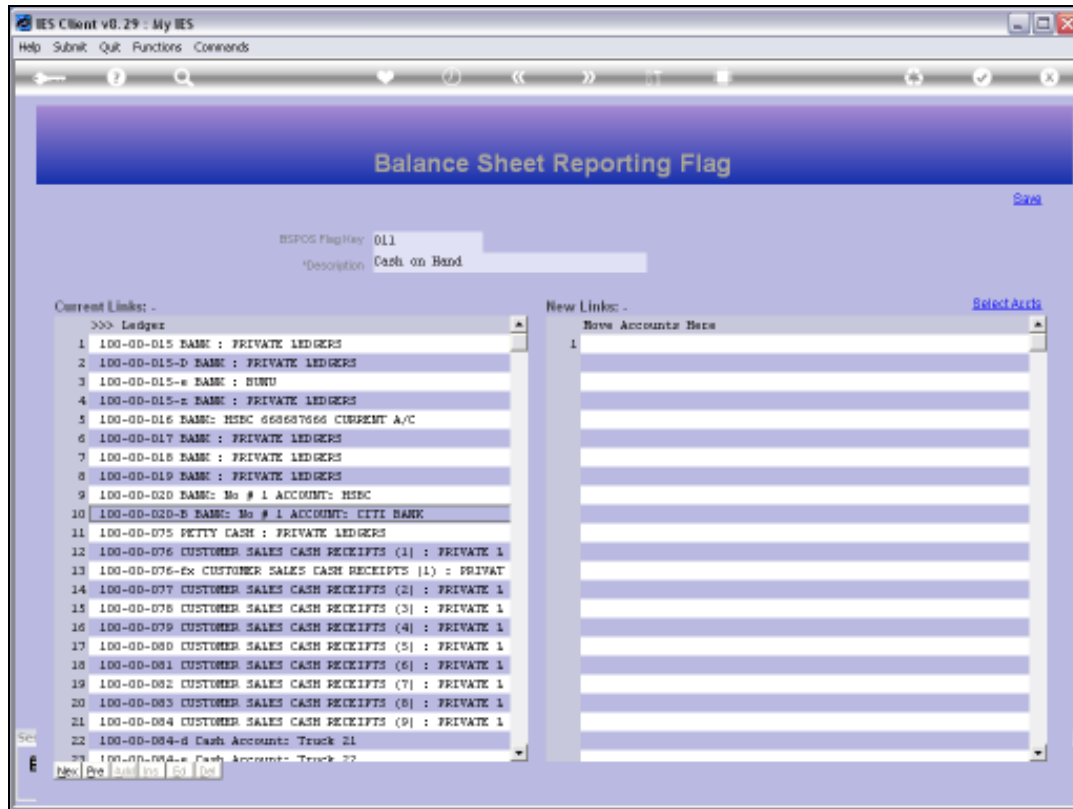 IES Client v8.29 : My IES
Help Submit Quit Functions Commands
Balance Sheet Reporting Flag
Save
BSPOS Flag Key 011
*Description Cash on Hand
Current Links: -
New Links: -
Select Accts
>>> Ledger
Move Accounts Here
1 100-00-015 BANK : PRIVATE LEDGERS
1
2 100-00-015-D BANK : PRIVATE LEDGERS
3 100-00-015-e BANK : BUNU
4 100-00-015-z BANK : PRIVATE LEDGERS
5 100-00-016 BANK: HSBC 668687666 CURRENT A/C
6 100-00-017 BANK : PRIVATE LEDGERS
7 100-00-018 BANK : PRIVATE LEDGERS
8 100-00-019 BANK : PRIVATE LEDGERS
9 100-00-020 BANK: No # 1 ACCOUNT: HSBC
10 100-00-020-B BANK: No # 1 ACCOUNT: CITI BANK
11 100-00-075 PETTY CASH : PRIVATE LEDGERS
12 100-00-076 CUSTOMER SALES CASH RECEIPTS (1) : PRIVATE L
13 100-00-076-fx CUSTOMER SALES CASH RECEIPTS (1) : PRIVAT
14 100-00-077 CUSTOMER SALES CASH RECEIPTS (2) : PRIVATE L
15 100-00-078 CUSTOMER SALES CASH RECEIPTS (3) : PRIVATE L
16 100-00-079 CUSTOMER SALES CASH RECEIPTS (4) : PRIVATE L
17 100-00-080 CUSTOMER SALES CASH RECEIPTS (5) : PRIVATE L
18 100-00-081 CUSTOMER SALES CASH RECEIPTS (6) : PRIVATE L
19 100-00-082 CUSTOMER SALES CASH RECEIPTS (7) : PRIVATE L
20 100-00-083 CUSTOMER SALES CASH RECEIPTS (8) : PRIVATE L
21 100-00-084 CUSTOMER SALES CASH RECEIPTS (9) : PRIVATE L
22 100-00-084-d Cash Account: Truck 21
23 100-00-084-e Cash Account: Truck 22
Nex Pre Add Ins Ed Del